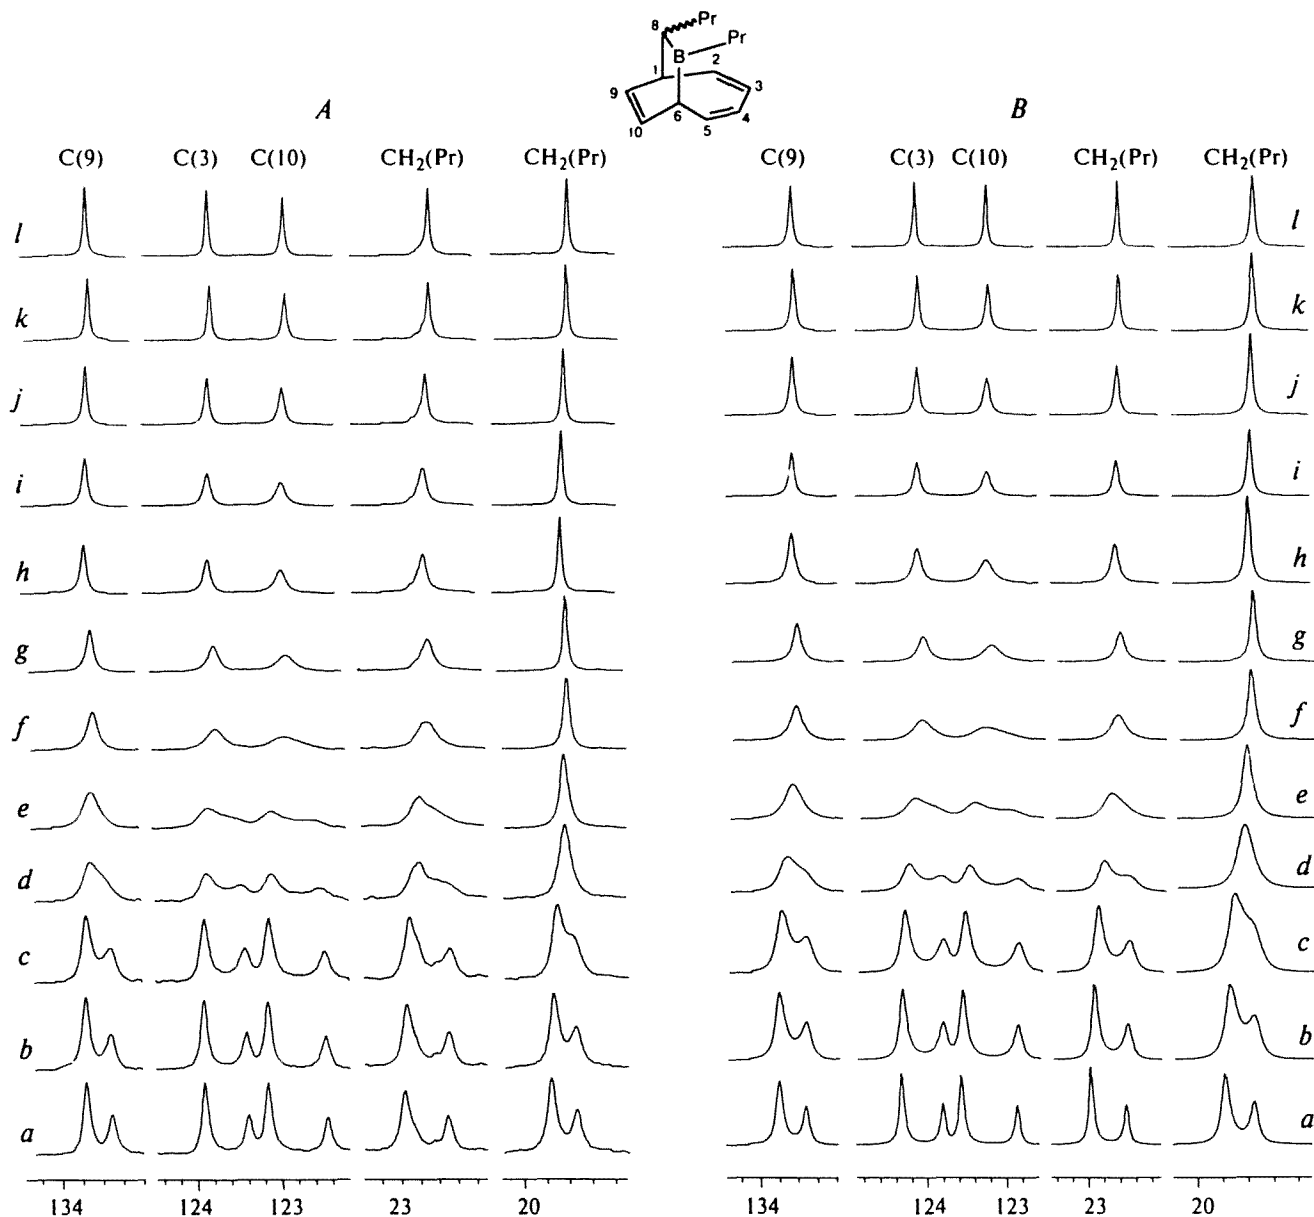 Pr
8
B
Pr
2
1
9
3
6
10
5
4
A
B
C(9) C(3) C(10) CH₂(Pr) CH₂(Pr)
C(9) C(3) C(10) CH₂(Pr) CH₂(Pr)
l l
k k
j j
i i
h h
g g
f f
e e
d d
c c
b b
a a
134 124 123 23 20
134 124 123 23 20